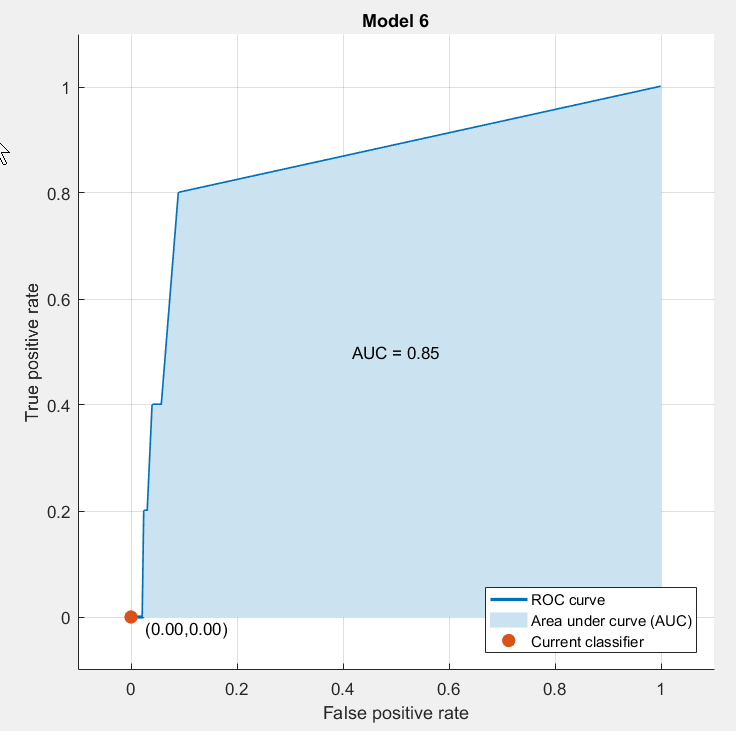 Model 6
1
0.8
0.6
0.4
0.2
0
True positive rate
AUC = 0.85
(0.00,0.00)
ROC curve
Area under curve (AUC)
Current classifier
0 0.2 0.4 0.6 0.8 1
False positive rate